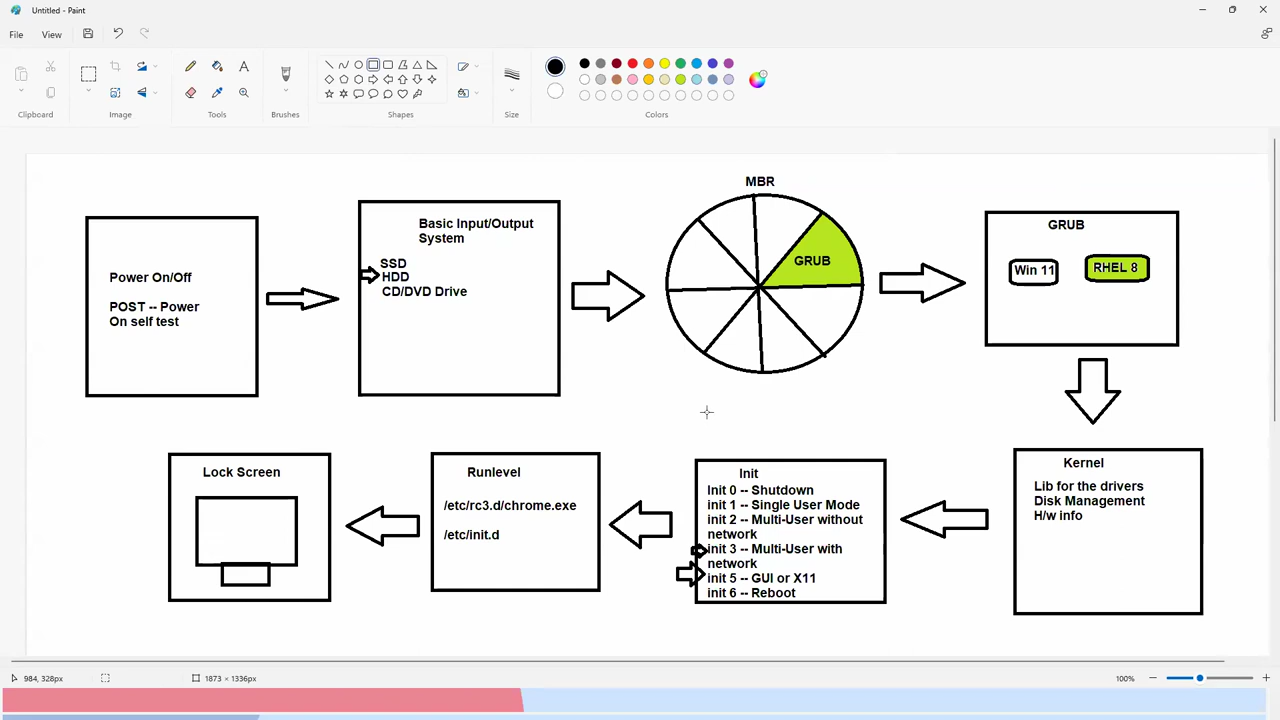 Untitled - Paint
File
View
Clipboard
Image
Tools
Brushes
Shapes
Size
Colors
Power On/Off
POST -- Power
On self test
Basic Input/Output
System
SSD
HDD
CD/DVD Drive
MBR
GRUB
GRUB
Win 11
RHEL 8
Lock Screen
Runlevel
/etc/rc3.d/chrome.exe
/etc/init.d
Init
Init 0 -- Shutdown
init 1 -- Single User Mode
init 2 -- Multi-User without
network
init 3 -- Multi-User with
network
init 5 -- GUI or X11
init 6 -- Reboot
Kernel
Lib for the drivers
Disk Management
H/w info
984, 328px
1873 × 1336px
100%